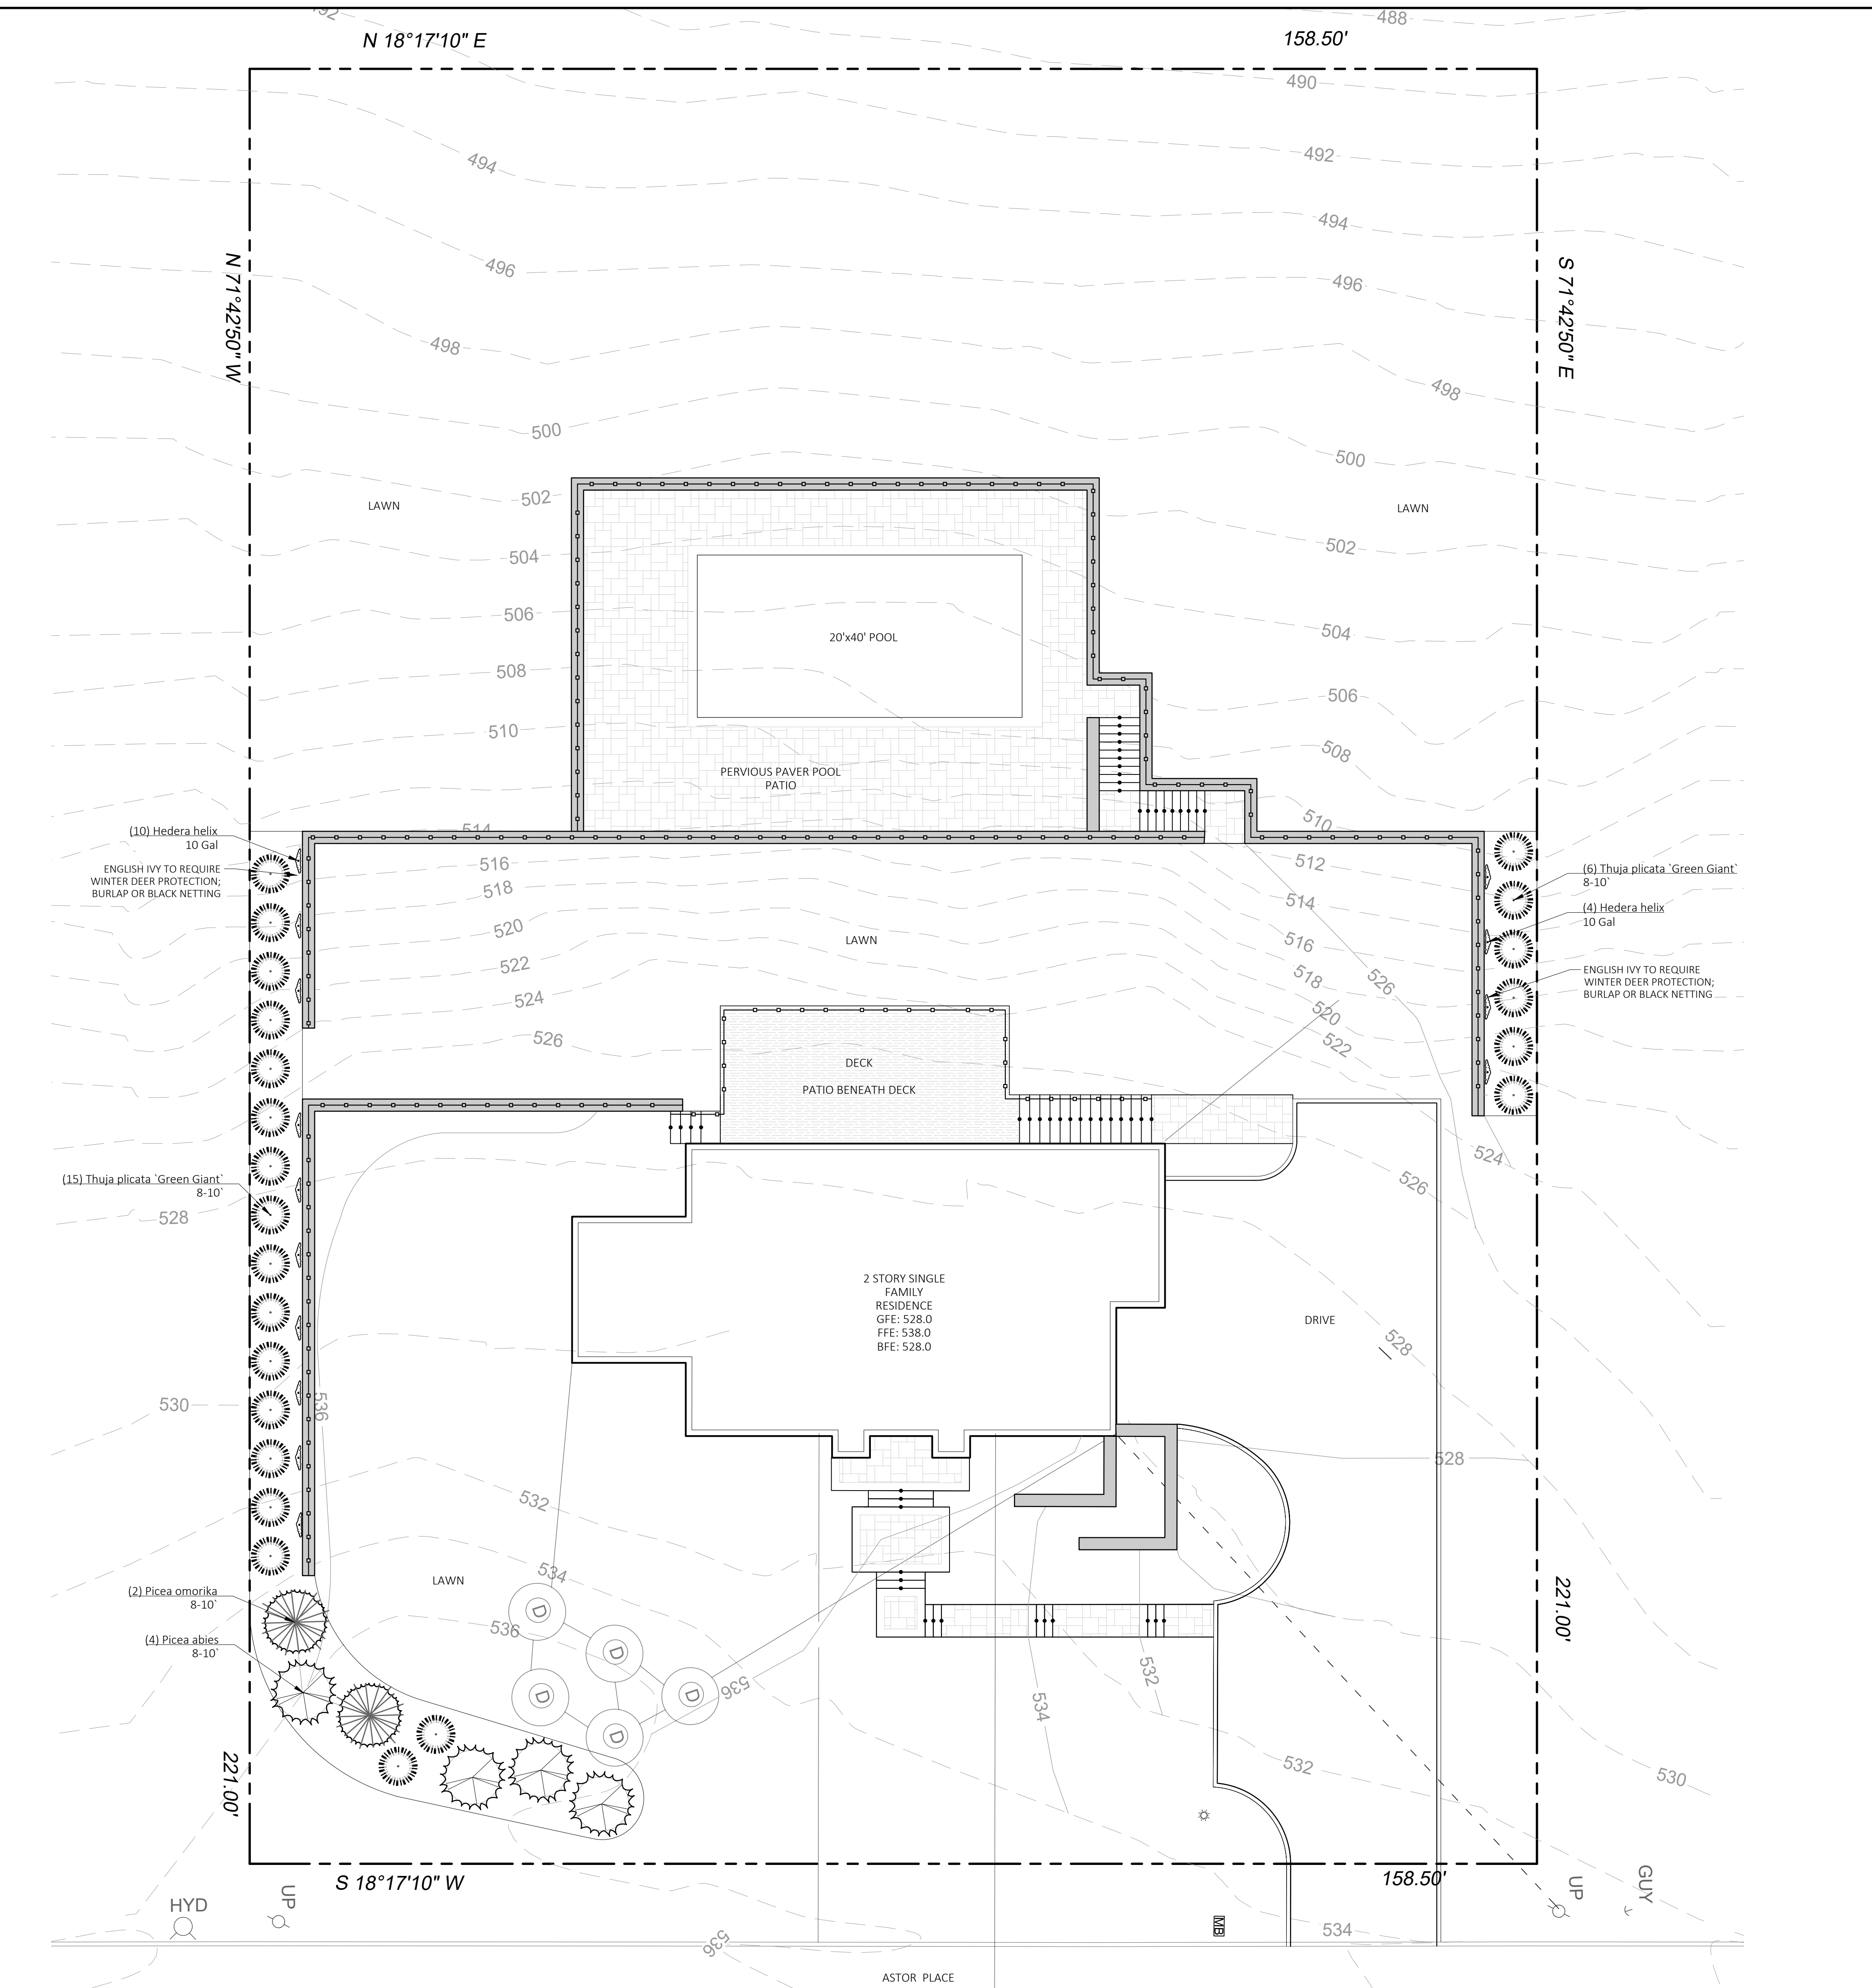 492
488
N 18°17'10" E
158.50'
490
492
494
494
N 71°42'50" W
S 71°42'50" E
496
496
498
498
500
500
502
LAWN
LAWN
502
504
506
504
20'x40' POOL
508
506
510
508
PERVIOUS PAVER POOL
PATIO
510
514
(10) Hedera helix
10 Gal
516
512
ENGLISH IVY TO REQUIRE
WINTER DEER PROTECTION;
BURLAP OR BLACK NETTING
(6) Thuja plicata `Green Giant`
8-10`
518
514
(4) Hedera helix
10 Gal
520
LAWN
516
522
518
526
ENGLISH IVY TO REQUIRE
WINTER DEER PROTECTION;
BURLAP OR BLACK NETTING
524
520
526
522
DECK
PATIO BENEATH DECK
524
(15) Thuja plicata `Green Giant`
8-10`
526
528
2 STORY SINGLE
FAMILY
RESIDENCE
GFE: 528.0
FFE: 538.0
BFE: 528.0
DRIVE
528
530
536
528
532
534
LAWN
(2) Picea omorika
8-10`
221.00'
D
536
D
(4) Picea abies
8-10`
D
D
536
532
534
D
532
530
221.00'
S 18°17'10" W
158.50'
HYD
UP
UP
GUY
MB
534
536
ASTOR PLACE